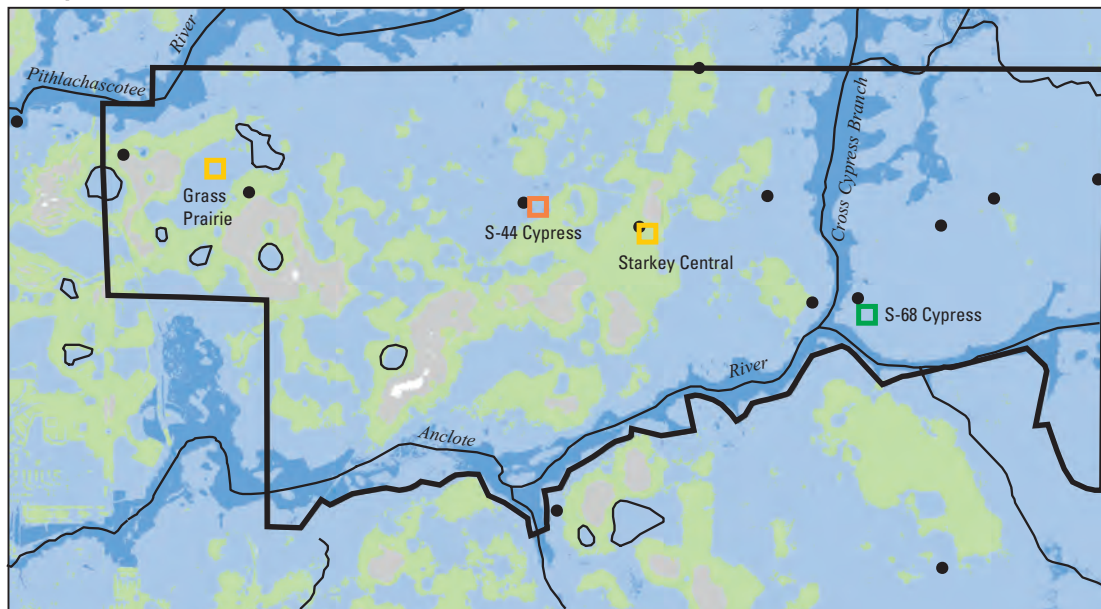 Pithlachascotee
River
Grass
Prairie
S-44 Cypress
Starkey Central
Cross Cypress Branch
S-68 Cypress
River
Anclote